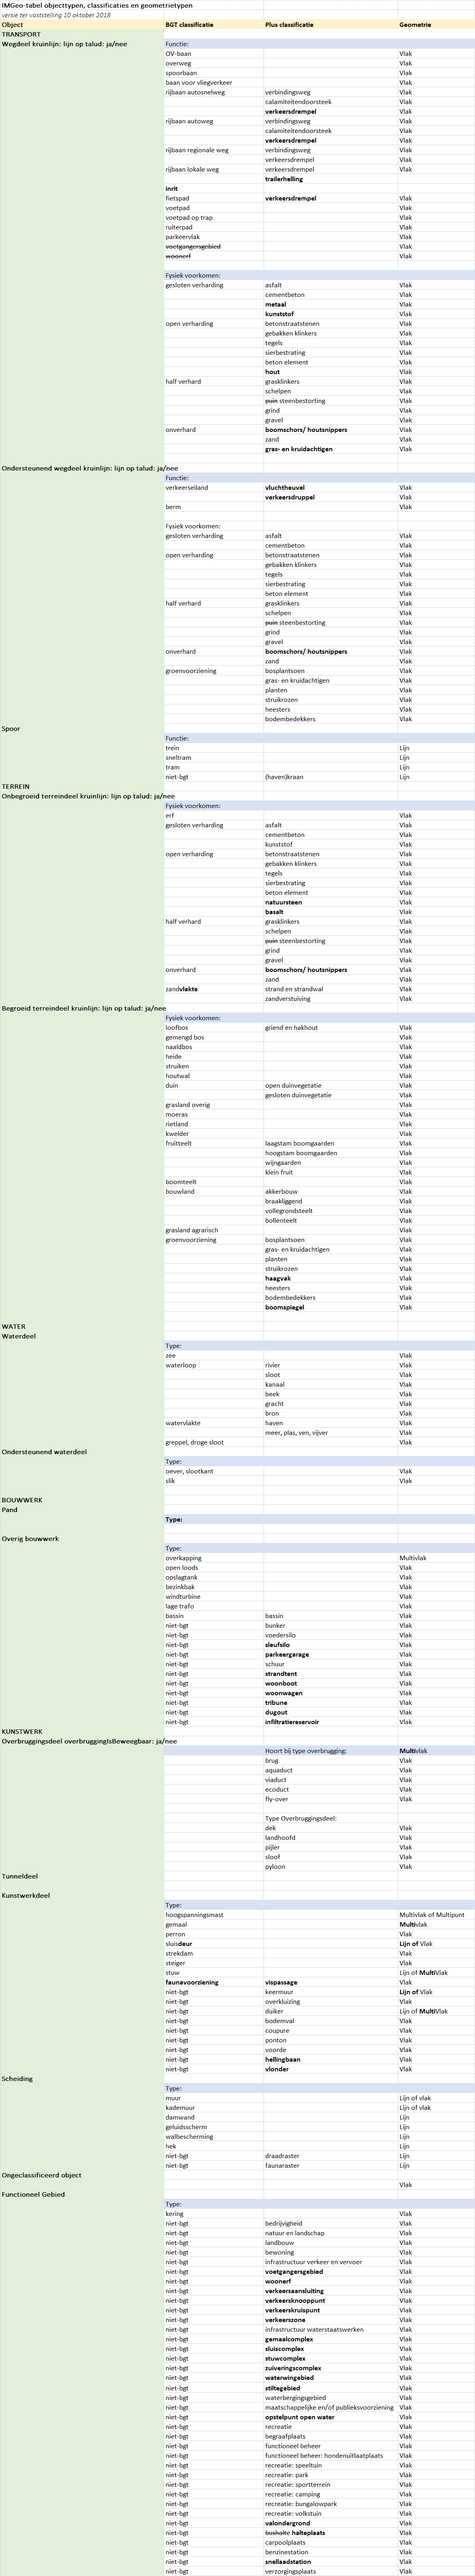 IMGeo-tabel objecttypen, classificaties en geometrietypen
versie ter vaststelling 10 oktober 2018
Object BGT classificatie Plus classificatie Geometrie
TRANSPORT
Wegdeel kruinlijn: lijn op talud: ja/nee Functie:
OV-baan Vlak
overweg Vlak
spoorbaan Vlak
baan voor vliegverkeer Vlak
rijbaan autosnelweg verbindingsweg Vlak
calamiteitendoorsteek Vlak
verkeersdrempel Vlak
rijbaan autoweg verbindingsweg Vlak
calamiteitendoorsteek Vlak
verkeersdrempel Vlak
rijbaan regionale weg verbindingsweg Vlak
verkeersdrempel Vlak
rijbaan lokale weg verkeersdrempel Vlak
trailerhelling
inrit
fietspad verkeersdrempel Vlak
voetpad Vlak
voetpad op trap Vlak
ruiterpad Vlak
parkeervlak Vlak
voetgangersgebied Vlak
woonerf Vlak
Fysiek voorkomen:
gesloten verharding asfalt Vlak
cementbeton Vlak
metaal Vlak
kunststof Vlak
open verharding betonstraatstenen Vlak
gebakken klinkers Vlak
tegels Vlak
sierbestrating Vlak
beton element Vlak
hout Vlak
half verhard grasklinkers Vlak
schelpen Vlak
puin steenbestorting Vlak
grind Vlak
gravel Vlak
onverhard boomschors/ houtsnippers Vlak
zand Vlak
gras- en kruidachtigen Vlak
Ondersteunend wegdeel kruinlijn: lijn op talud: ja/nee
Functie:
verkeerseiland vluchtheuvel Vlak
verkeersdruppel Vlak
berm Vlak
Fysiek voorkomen:
gesloten verharding asfalt Vlak
cementbeton Vlak
open verharding betonstraatstenen Vlak
gebakken klinkers Vlak
tegels Vlak
sierbestrating Vlak
beton element Vlak
half verhard grasklinkers Vlak
schelpen Vlak
puin steenbestorting Vlak
grind Vlak
gravel Vlak
onverhard boomschors/ houtsnippers Vlak
zand Vlak
groenvoorziening bosplantsoen Vlak
gras- en kruidachtigen Vlak
planten Vlak
struikrozen Vlak
heesters Vlak
bodembedekkers Vlak
Spoor
Functie:
trein Lijn
sneltram Lijn
tram Lijn
niet-bgt (haven)kraan Lijn
TERREIN
Onbegroeid terreindeel kruinlijn: lijn op talud: ja/nee
Fysiek voorkomen:
erf Vlak
gesloten verharding asfalt Vlak
cementbeton Vlak
kunststof Vlak
open verharding betonstraatstenen Vlak
gebakken klinkers Vlak
tegels Vlak
sierbestrating Vlak
beton element Vlak
natuursteen Vlak
basalt Vlak
half verhard grasklinkers Vlak
schelpen Vlak
puin steenbestorting Vlak
grind Vlak
gravel Vlak
onverhard boomschors/ houtsnippers Vlak
zand Vlak
zandvlakte strand en strandwal Vlak
zandverstuiving Vlak
Begroeid terreindeel kruinlijn: lijn op talud: ja/nee
Fysiek voorkomen:
loofbos griend en hakhout Vlak
gemengd bos Vlak
naaldbos Vlak
heide Vlak
struiken Vlak
houtwal Vlak
duin open duinvegetatie Vlak
gesloten duinvegetatie Vlak
grasland overig Vlak
moeras Vlak
rietland Vlak
kwelder Vlak
fruitteelt laagstam boomgaarden Vlak
hoogstam boomgaarden Vlak
wijngaarden Vlak
klein fruit Vlak
boomteelt Vlak
bouwland akkerbouw Vlak
braakliggend Vlak
vollegrondsteelt Vlak
bollenteelt Vlak
grasland agrarisch Vlak
groenvoorziening bosplantsoen Vlak
gras- en kruidachtigen Vlak
planten Vlak
struikrozen Vlak
haagvak Vlak
heesters Vlak
bodembedekkers Vlak
boomspiegel Vlak
WATER
Waterdeel
Type:
zee Vlak
waterloop rivier Vlak
sloot Vlak
kanaal Vlak
beek Vlak
gracht Vlak
bron Vlak
watervlakte haven Vlak
meer, plas, ven, vijver Vlak
greppel, droge sloot Vlak
Ondersteunend waterdeel
Type:
oever, slootkant Vlak
slik Vlak
BOUWWERK
Pand
Type:
Overig bouwwerk
Type:
overkapping Multivlak
open loods Vlak
opslagtank Vlak
bezinkbak Vlak
windturbine Vlak
lage trafo Vlak
bassin bassin Vlak
niet-bgt bunker Vlak
niet-bgt voedersilo Vlak
niet-bgt sleufsilo Vlak
niet-bgt parkeergarage Vlak
niet-bgt schuur Vlak
niet-bgt strandtent Vlak
niet-bgt woonboot Vlak
niet-bgt woonwagen Vlak
niet-bgt tribune Vlak
niet-bgt dugout Vlak
niet-bgt infiltratiereservoir Vlak
KUNSTWERK
Overbruggingsdeel overbruggingIsBeweegbaar: ja/nee
Hoort bij type overbrugging: Multivlak
brug Vlak
aquaduct Vlak
viaduct Vlak
ecoduct Vlak
fly-over Vlak
Type Overbruggingsdeel:
dek Vlak
landhoofd Vlak
pijler Vlak
sloof Vlak
pyloon Vlak
Tunneldeel
Kunstwerkdeel
Type:
hoogspanningsmast Multivlak of Multipunt
gemaal Multivlak
perron Vlak
sluisdeur Lijn of Vlak
strekdam Vlak
steiger Vlak
stuw Lijn of MultiVlak
faunavoorziening vispassage Vlak
niet-bgt keermuur Lijn of Vlak
niet-bgt overkluizing Vlak
niet-bgt duiker Lijn of MultiVlak
niet-bgt bodemval Vlak
niet-bgt coupure Vlak
niet-bgt ponton Vlak
niet-bgt voorde Vlak
niet-bgt hellingbaan Vlak
niet-bgt vlonder Vlak
Scheiding
Type:
muur Lijn of vlak
kademuur Lijn of vlak
damwand Lijn
geluidsscherm Lijn
walbescherming Lijn
hek Lijn
niet-bgt draadraster Lijn
niet-bgt faunaraster Lijn
Ongeclassificeerd object
Vlak
Functioneel Gebied
Type:
kering Vlak
niet-bgt bedrijvigheid Vlak
niet-bgt natuur en landschap Vlak
niet-bgt landbouw Vlak
niet-bgt bewoning Vlak
niet-bgt infrastructuur verkeer en vervoer Vlak
niet-bgt voetgangersgebied Vlak
niet-bgt woonerf Vlak
niet-bgt verkeersaansluiting Vlak
niet-bgt verkeersknooppunt Vlak
niet-bgt verkeerskruispunt Vlak
niet-bgt verkeerszone Vlak
niet-bgt infrastructuur waterstaatswerken Vlak
niet-bgt gemaalcomplex Vlak
niet-bgt sluiscomplex Vlak
niet-bgt stuwcomplex Vlak
niet-bgt zuiveringscomplex Vlak
niet-bgt waterwingebied Vlak
niet-bgt stiltegebied Vlak
niet-bgt waterbergingsgebied Vlak
niet-bgt maatschappelijke en/of publieksvoorziening Vlak
niet-bgt opstelpunt open water Vlak
niet-bgt recreatie Vlak
niet-bgt begraafplaats Vlak
niet-bgt functioneel beheer Vlak
niet-bgt functioneel beheer: hondenuitlaatplaats Vlak
niet-bgt recreatie: speeltuin Vlak
niet-bgt recreatie: park Vlak
niet-bgt recreatie: sportterrein Vlak
niet-bgt recreatie: camping Vlak
niet-bgt recreatie: bungalowpark Vlak
niet-bgt recreatie: volkstuin Vlak
niet-bgt valondergrond Vlak
niet-bgt bushalte halteplaats Vlak
niet-bgt carpoolplaats Vlak
niet-bgt benzinestation Vlak
niet-bgt snellaadstation Vlak
niet-bgt verzorgingsplaats Vlak